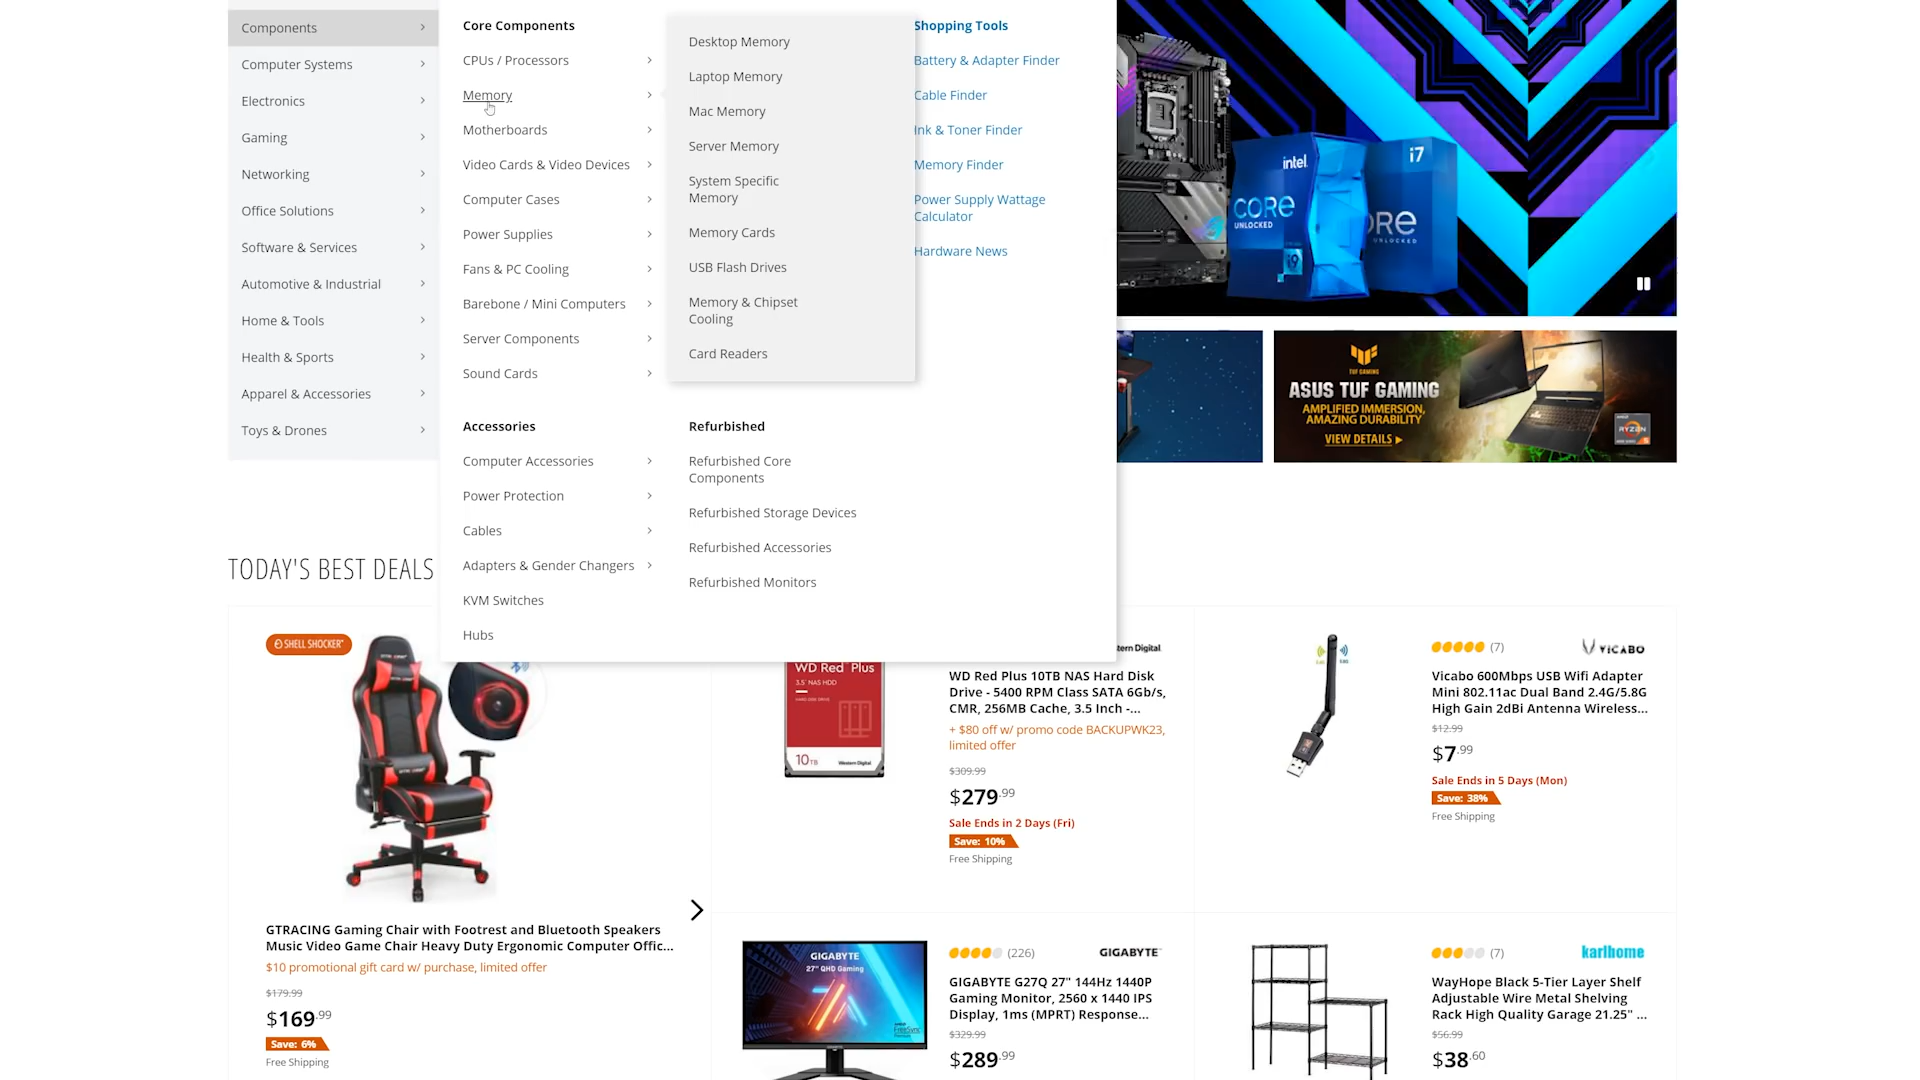 Components
Computer Systems
Electronics
Gaming
Networking
Office Solutions
Software & Services
Automotive & Industrial
Home & Tools
Health & Sports
Apparel & Accessories
Toys & Drones
Core Components
CPUs / Processors
Memory
Motherboards
Video Cards & Video Devices
Computer Cases
Power Supplies
Fans & PC Cooling
Barebone / Mini Computers
Server Components
Sound Cards
Accessories
Computer Accessories
Power Protection
Cables
Adapters & Gender Changers
KVM Switches
Hubs
Desktop Memory
Laptop Memory
Mac Memory
Server Memory
System Specific
Memory
Memory Cards
USB Flash Drives
Memory & Chipset
Cooling
Card Readers
Refurbished
Refurbished Core
Components
Refurbished Storage Devices
Refurbished Accessories
Refurbished Monitors
Shopping Tools
Battery & Adapter Finder
Cable Finder
Ink & Toner Finder
Memory Finder
Power Supply Wattage
Calculator
Hardware News
intel
i7
CORE
UNLOCKED
i9
ORE
UNLOCKED
TUF GAMING
ASUS TUF GAMING
AMPLIFIED IMMERSION,
AMAZING DURABILITY
VIEW DETAILS
RYZEN
5
TODAY'S BEST DEALS
SHELL SHOCKER
GTRACING Gaming Chair with Footrest and Bluetooth Speakers
Music Video Game Chair Heavy Duty Ergonomic Computer Offic...
$10 promotional gift card w/ purchase, limited offer
$179.99
$169.99
Save: 6%
Free Shipping
WD Red Plus
3.5" NAS HDD
10TB
Western Digital
tern Digital
WD Red Plus 10TB NAS Hard Disk
Drive - 5400 RPM Class SATA 6Gb/s,
CMR, 256MB Cache, 3.5 Inch -...
+ $80 off w/ promo code BACKUPWK23,
limited offer
$309.99
$279.99
Sale Ends in 2 Days (Fri)
Save: 10%
Free Shipping
(7)
VICABO
Vicabo 600Mbps USB Wifi Adapter
Mini 802.11ac Dual Band 2.4G/5.8G
High Gain 2dBi Antenna Wireless...
$12.99
$7.99
Sale Ends in 5 Days (Mon)
Save: 38%
Free Shipping
GIGABYTE
27" QHD Gaming
(226)
GIGABYTE
GIGABYTE G27Q 27" 144Hz 1440P
Gaming Monitor, 2560 x 1440 IPS
Display, 1ms (MPRT) Response...
$329.99
$289.99
(7)
karlhome
WayHope Black 5-Tier Layer Shelf
Adjustable Wire Metal Shelving
Rack High Quality Garage 21.25" ...
$56.99
$38.60